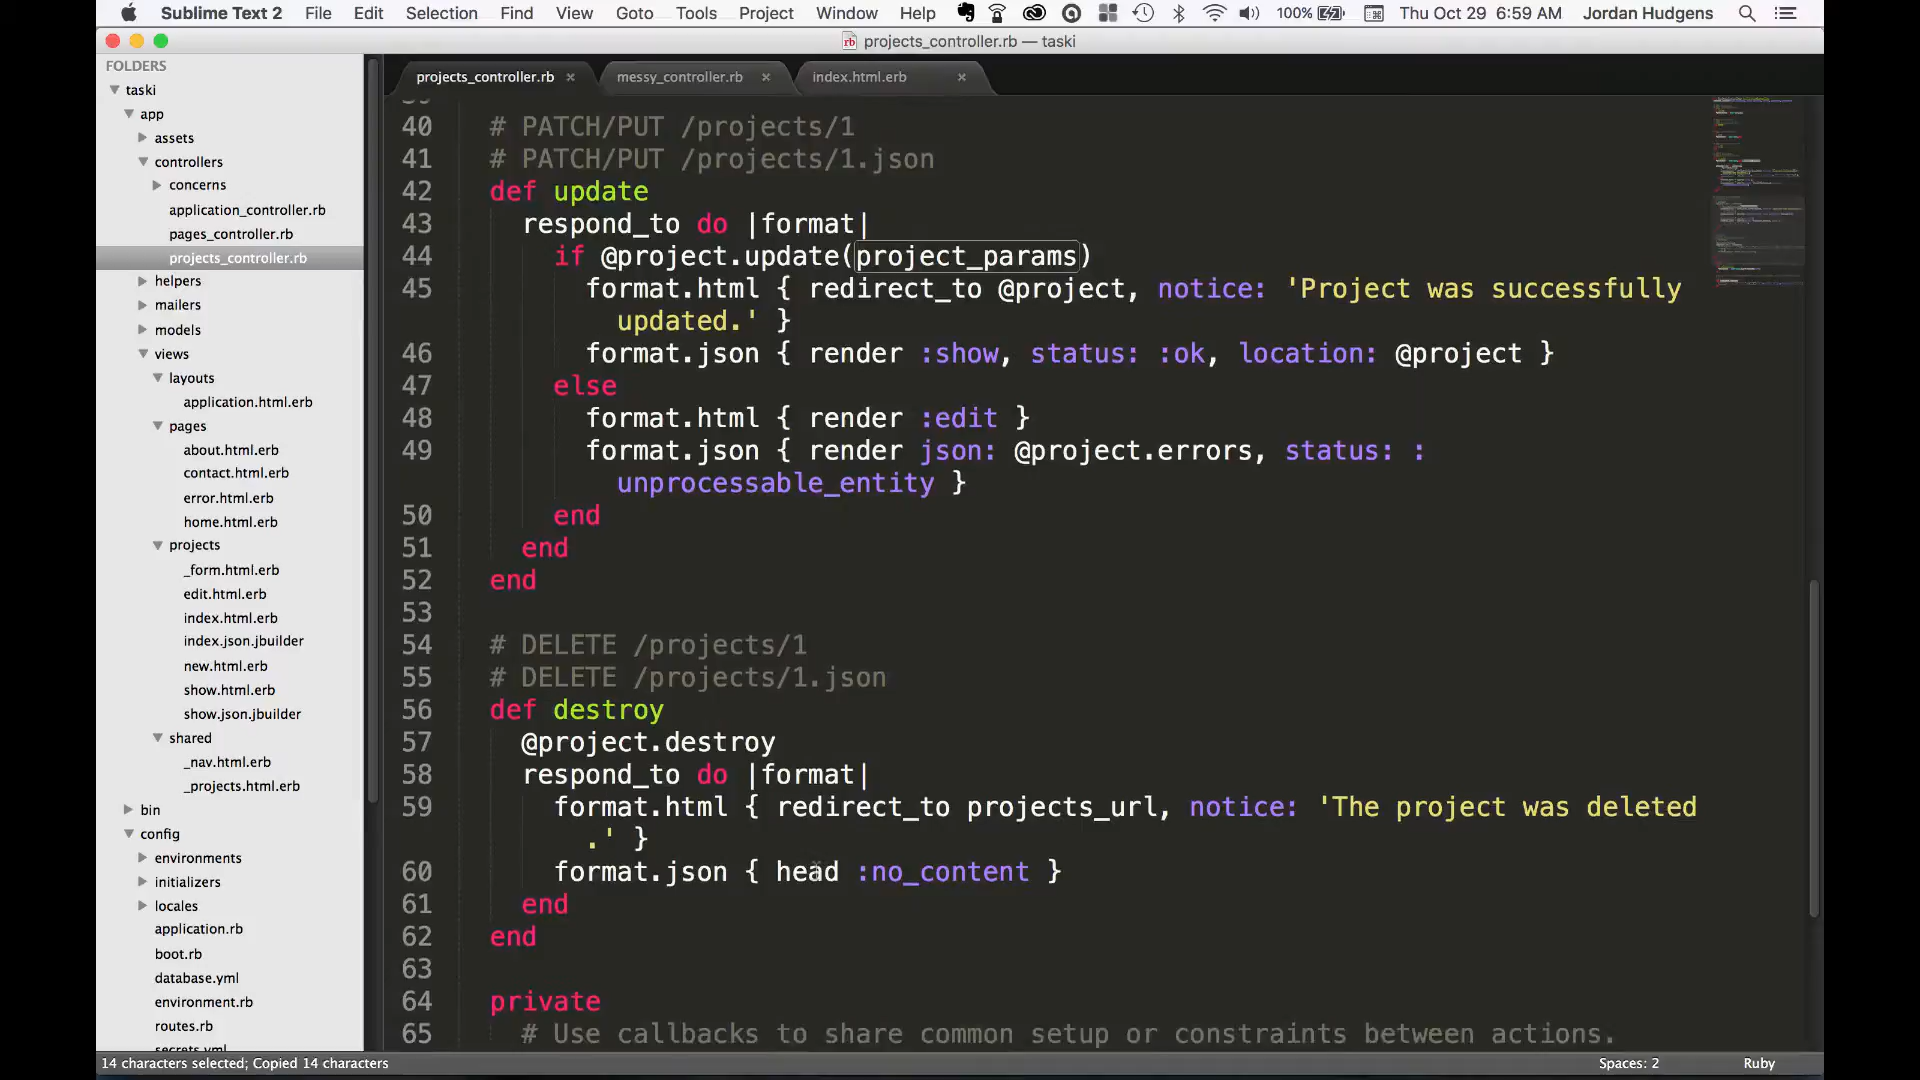 Sublime Text 2 File Edit Selection Find View Goto Tools Project Window Help 100% Thu Oct 29 6:59 AM Jordan Hudgens
projects_controller.rb — taski
FOLDERS
taski
app
assets
controllers
concerns
application_controller.rb
pages_controller.rb
projects_controller.rb
helpers
mailers
models
views
layouts
application.html.erb
pages
about.html.erb
contact.html.erb
error.html.erb
home.html.erb
projects
_form.html.erb
edit.html.erb
index.html.erb
index.json.jbuilder
new.html.erb
show.html.erb
show.json.jbuilder
shared
_nav.html.erb
_projects.html.erb
bin
config
environments
initializers
locales
application.rb
boot.rb
database.yml
environment.rb
routes.rb
secrets.yml
projects_controller.rb × messy_controller.rb × index.html.erb ×
40 # PATCH/PUT /projects/1
41 # PATCH/PUT /projects/1.json
42 def update
43 respond_to do |format|
44 if @project.update(project_params)
45 format.html { redirect_to @project, notice: 'Project was successfully
updated.' }
46 format.json { render :show, status: :ok, location: @project }
47 else
48 format.html { render :edit }
49 format.json { render json: @project.errors, status: :
unprocessable_entity }
50 end
51 end
52 end
53
54 # DELETE /projects/1
55 # DELETE /projects/1.json
56 def destroy
57 @project.destroy
58 respond_to do |format|
59 format.html { redirect_to projects_url, notice: 'The project was deleted
.' }
60 format.json { head :no_content }
61 end
62 end
63
64 private
65 # Use callbacks to share common setup or constraints between actions.
14 characters selected; Copied 14 characters Spaces: 2 Ruby